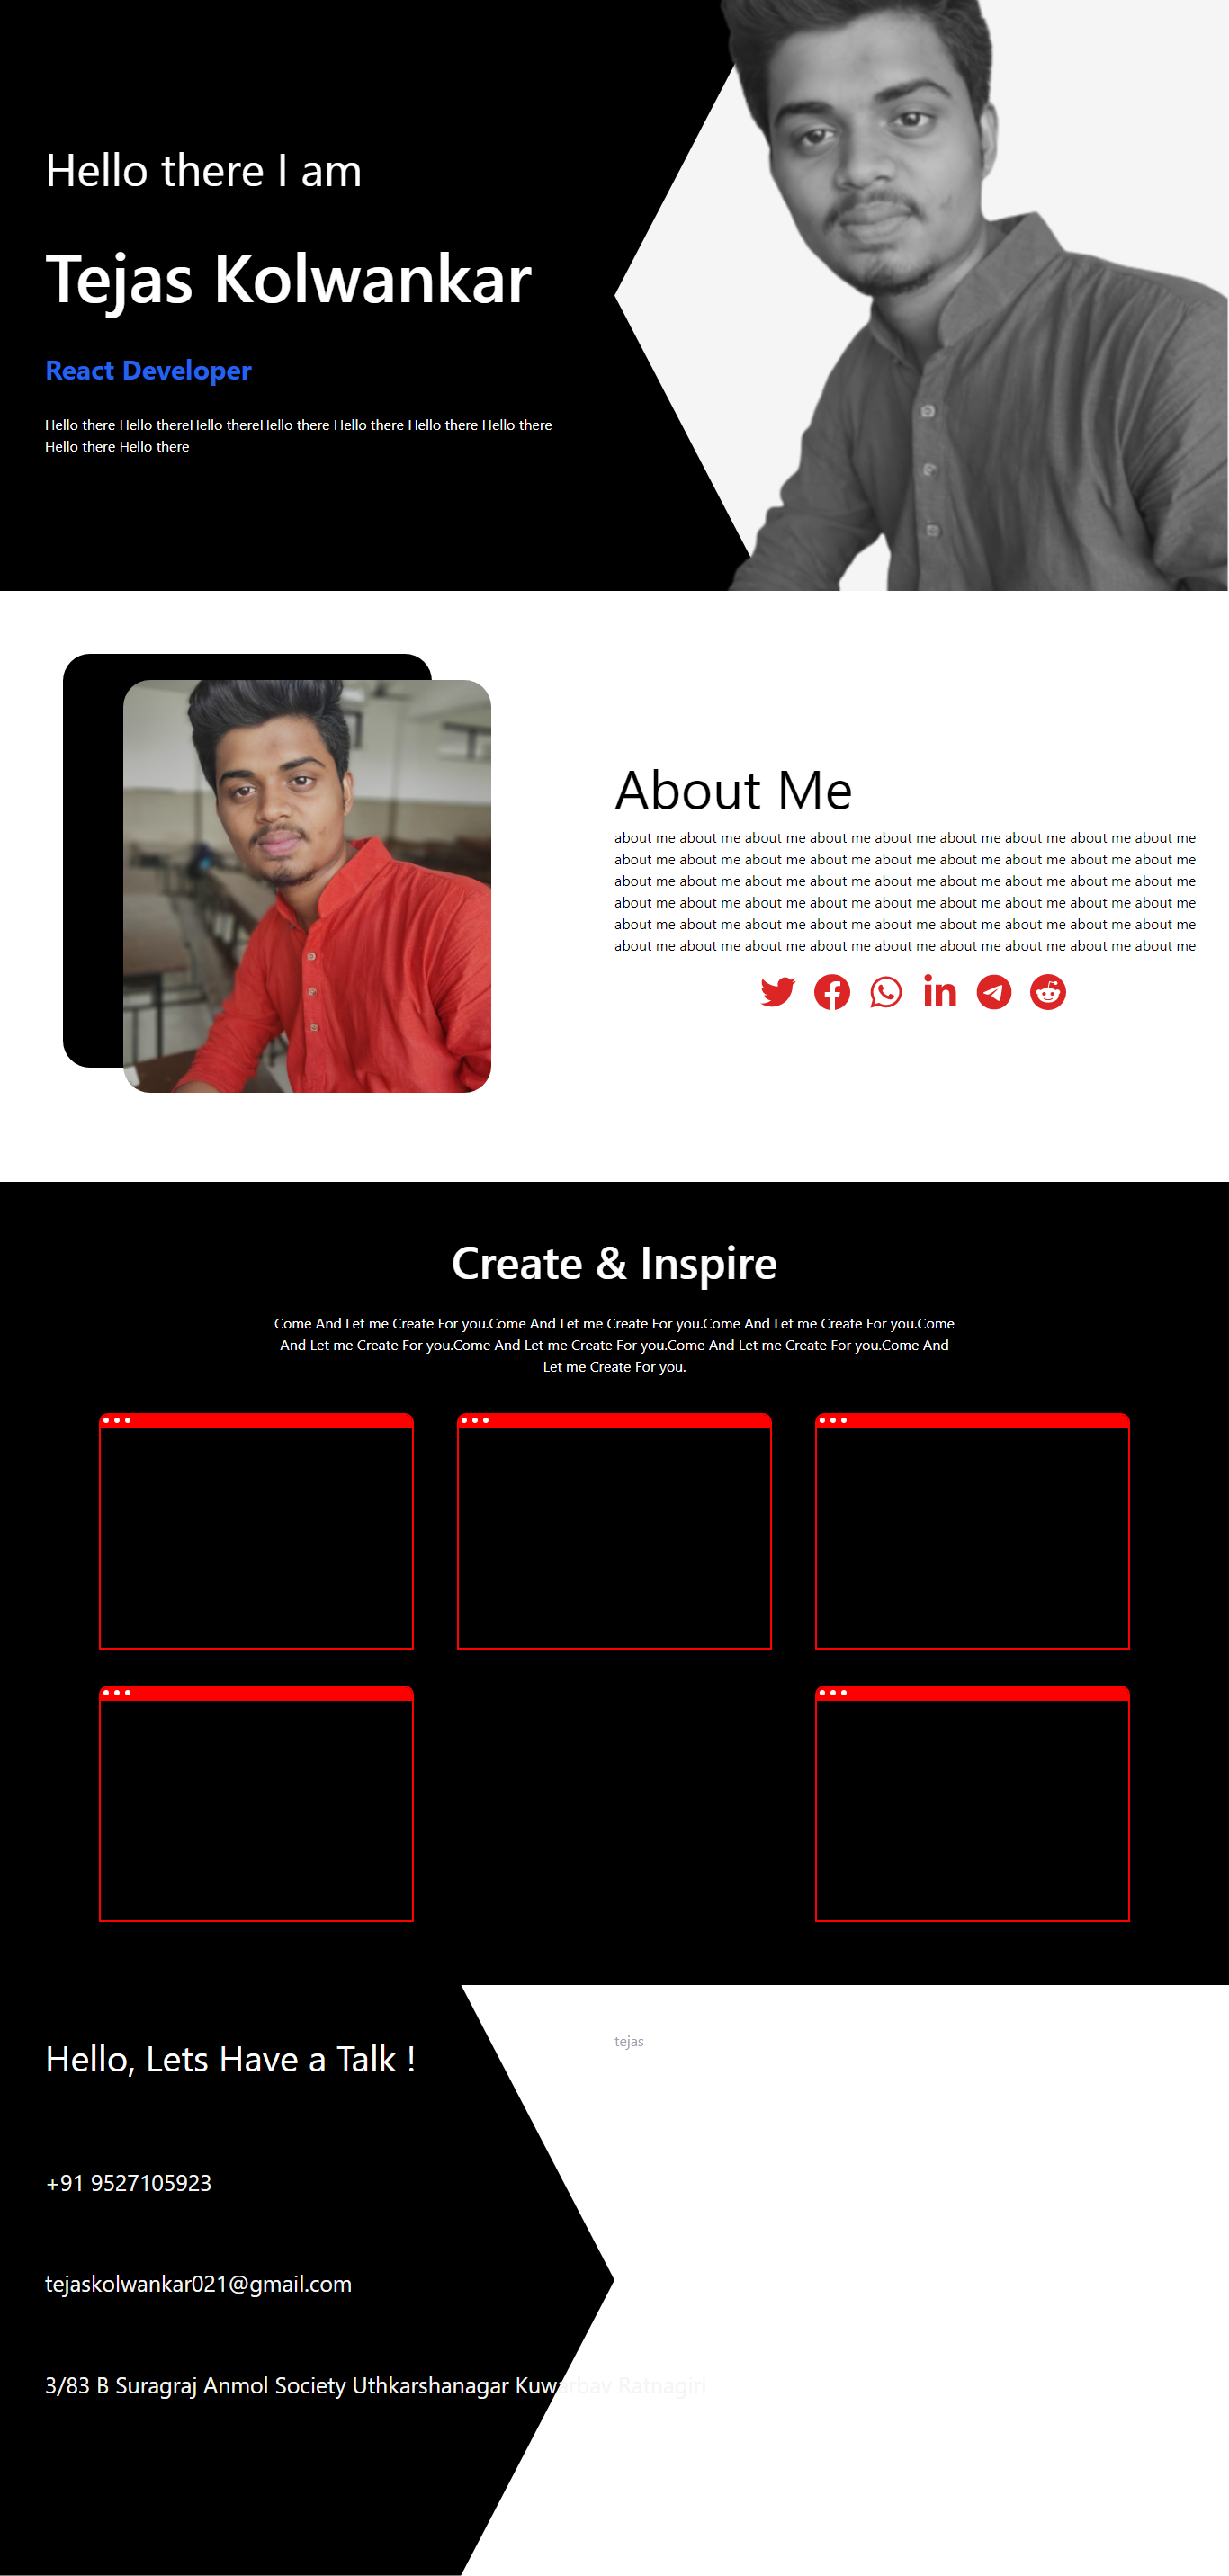 Hello there I am
Tejas Kolwankar
React Developer
Hello there Hello thereHello thereHello there Hello there Hello there Hello there
Hello there Hello there
About Me
about me about me about me about me about me about me about me about me about me
about me about me about me about me about me about me about me about me about me
about me about me about me about me about me about me about me about me about me
about me about me about me about me about me about me about me about me about me
about me about me about me about me about me about me about me about me about me
about me about me about me about me about me about me about me about me about me
in
Create & Inspire
Come And Let me Create For you.Come And Let me Create For you.Come And Let me Create For you.Come
And Let me Create For you.Come And Let me Create For you.Come And Let me Create For you.Come And
Let me Create For you.
Hello, Lets Have a Talk !
tejas
+91 9527105923
tejaskolwankar021@gmail.com
3/83 B Suragraj Anmol Society Uthkarshanagar Kuwarbav Ratnagiri